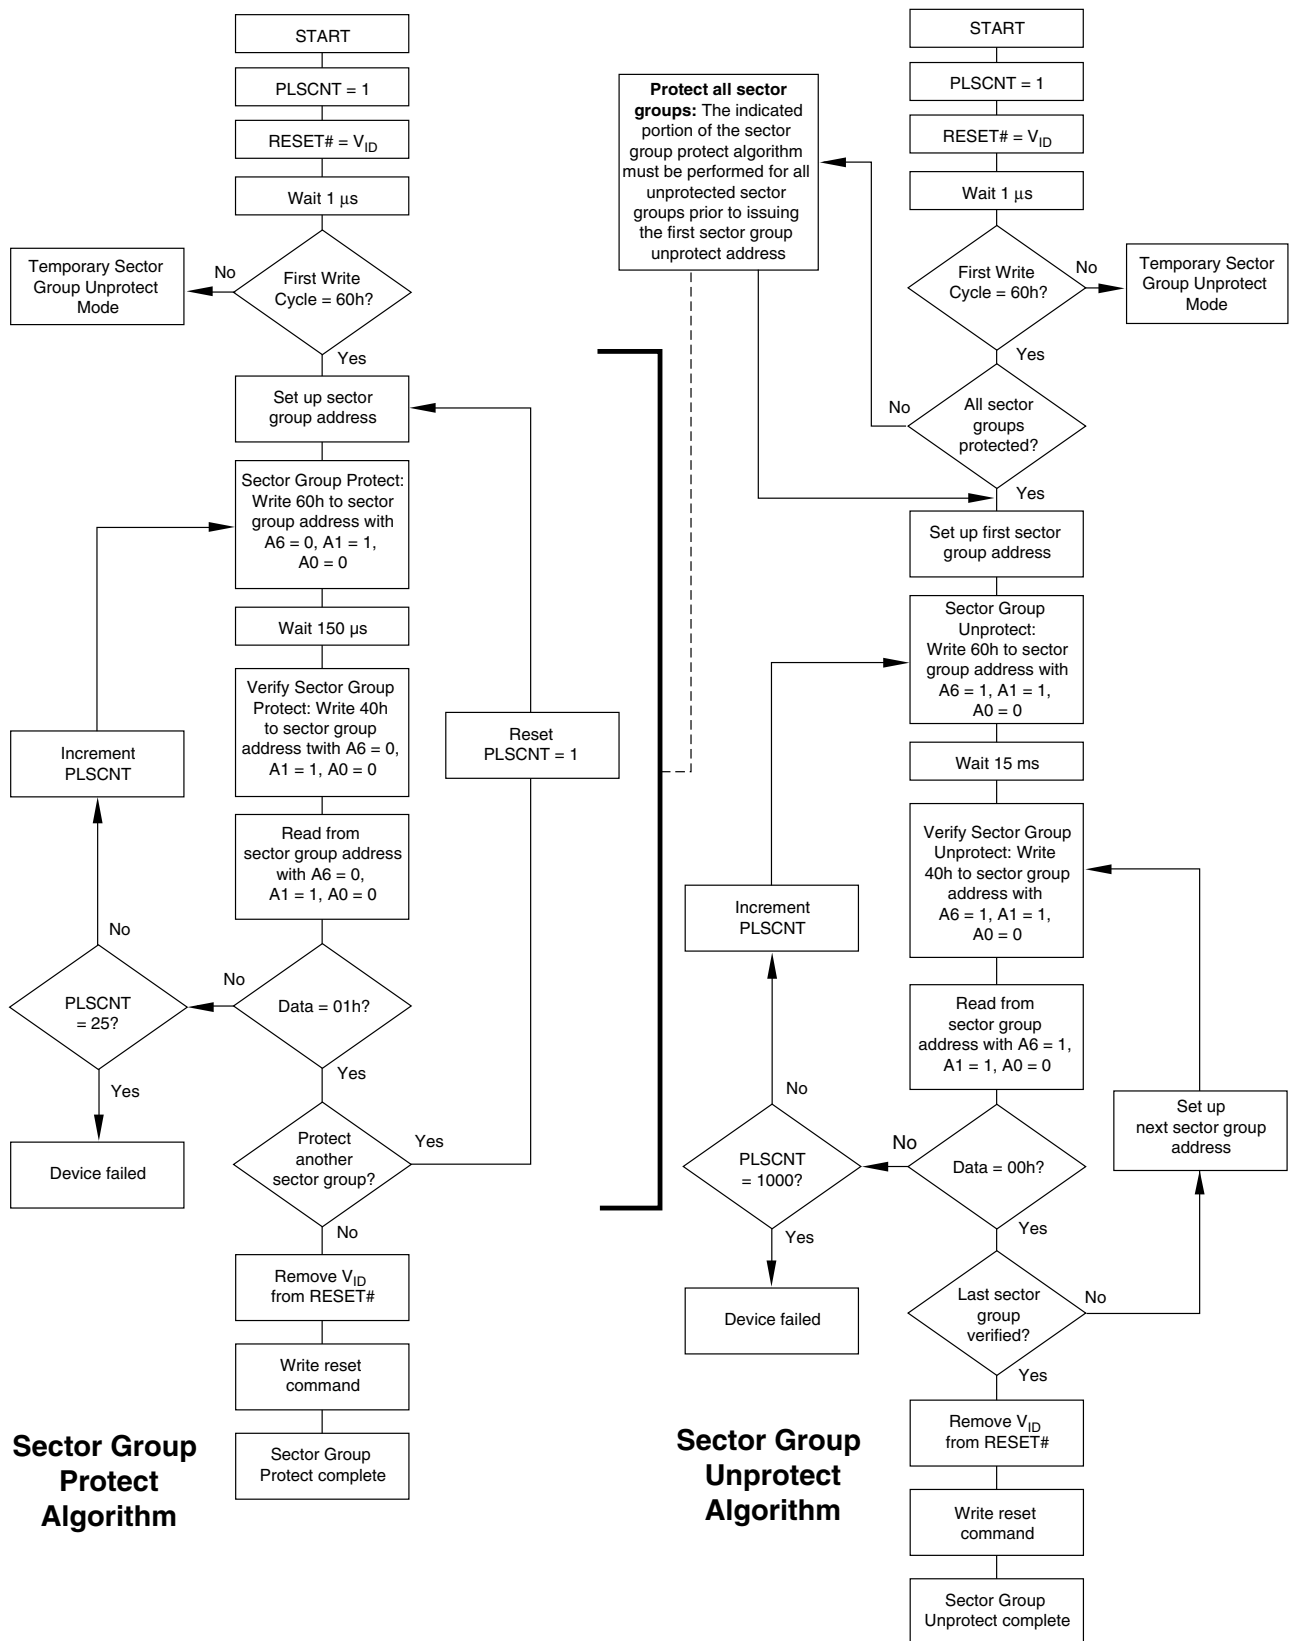 START
PLSCNT = 1
RESET# = VID
Wait 1 μs
First Write
Cycle = 60h?
No
Temporary Sector
Group Unprotect
Mode
Yes
Set up sector
group address
Sector Group Protect:
Write 60h to sector
group address with
A6 = 0, A1 = 1,
A0 = 0
Wait 150 µs
Verify Sector Group
Protect: Write 40h
to sector group
address twith A6 = 0,
A1 = 1, A0 = 0
Reset
PLSCNT = 1
Increment
PLSCNT
Read from
sector group address
with A6 = 0,
A1 = 1, A0 = 0
No
No
PLSCNT
= 25?
Data = 01h?
Yes
Yes
Device failed
Protect
another
sector group?
Yes
No
Remove VID
from RESET#
Write reset
command
Sector Group
Protect complete
Sector Group
Protect
Algorithm
Protect all sector
groups: The indicated
portion of the sector
group protect algorithm
must be performed for all
unprotected sector
groups prior to issuing
the first sector group
unprotect address
START
PLSCNT = 1
RESET# = VID
Wait 1 μs
First Write
Cycle = 60h?
No
Temporary Sector
Group Unprotect
Mode
Yes
No
All sector
groups
protected?
Yes
Set up first sector
group address
Sector Group
Unprotect:
Write 60h to sector
group address with
A6 = 1, A1 = 1,
A0 = 0
Wait 15 ms
Verify Sector Group
Unprotect: Write
40h to sector group
address with
A6 = 1, A1 = 1,
A0 = 0
Increment
PLSCNT
Read from
sector group
address with A6 = 1,
A1 = 1, A0 = 0
No
No
PLSCNT
= 1000?
Data = 00h?
Set up
next sector group
address
Yes
Yes
Device failed
Last sector
group
verified?
No
Yes
Remove VID
from RESET#
Write reset
command
Sector Group
Unprotect complete
Sector Group
Unprotect
Algorithm